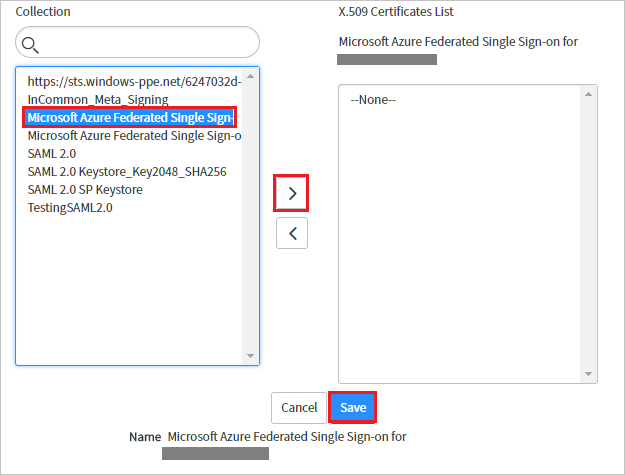 Collection
https://sts.windows-ppe.net/6247032d-
InCommon_Meta_Signing
Microsoft Azure Federated Single Sign-
Microsoft Azure Federated Single Sign-o
SAML 2.0
SAML 2.0 Keystore_Key2048_SHA256
SAML 2.0 SP Keystore
TestingSAML2.0
X.509 Certificates List
Microsoft Azure Federated Single Sign-on for
--None--
Cancel
Save
Name Microsoft Azure Federated Single Sign-on for